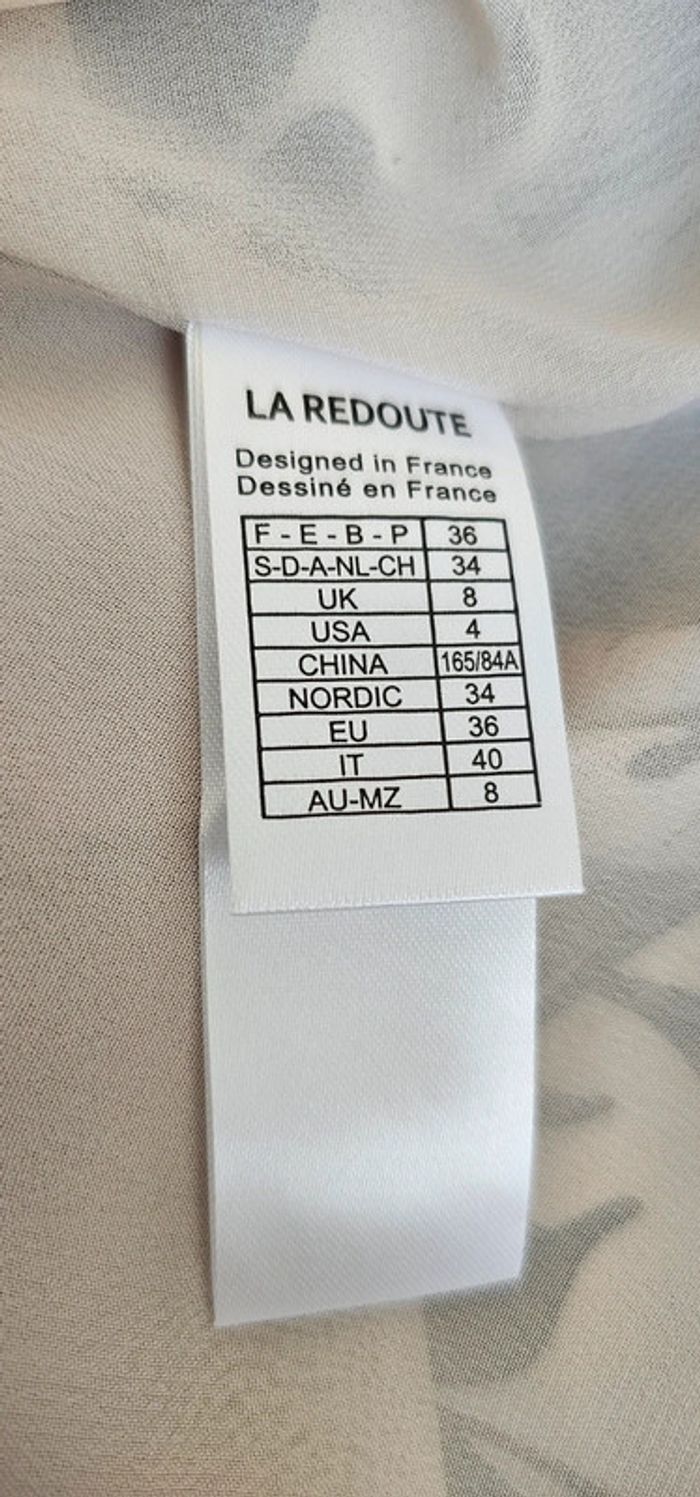 LA REDOUTE
Designed in France
Dessiné en France
F - E - B - P 36
S-D-A-NL-CH 34
UK 8
USA 4
CHINA 165/84A
NORDIC 34
EU 36
IT 40
AU-MZ 8